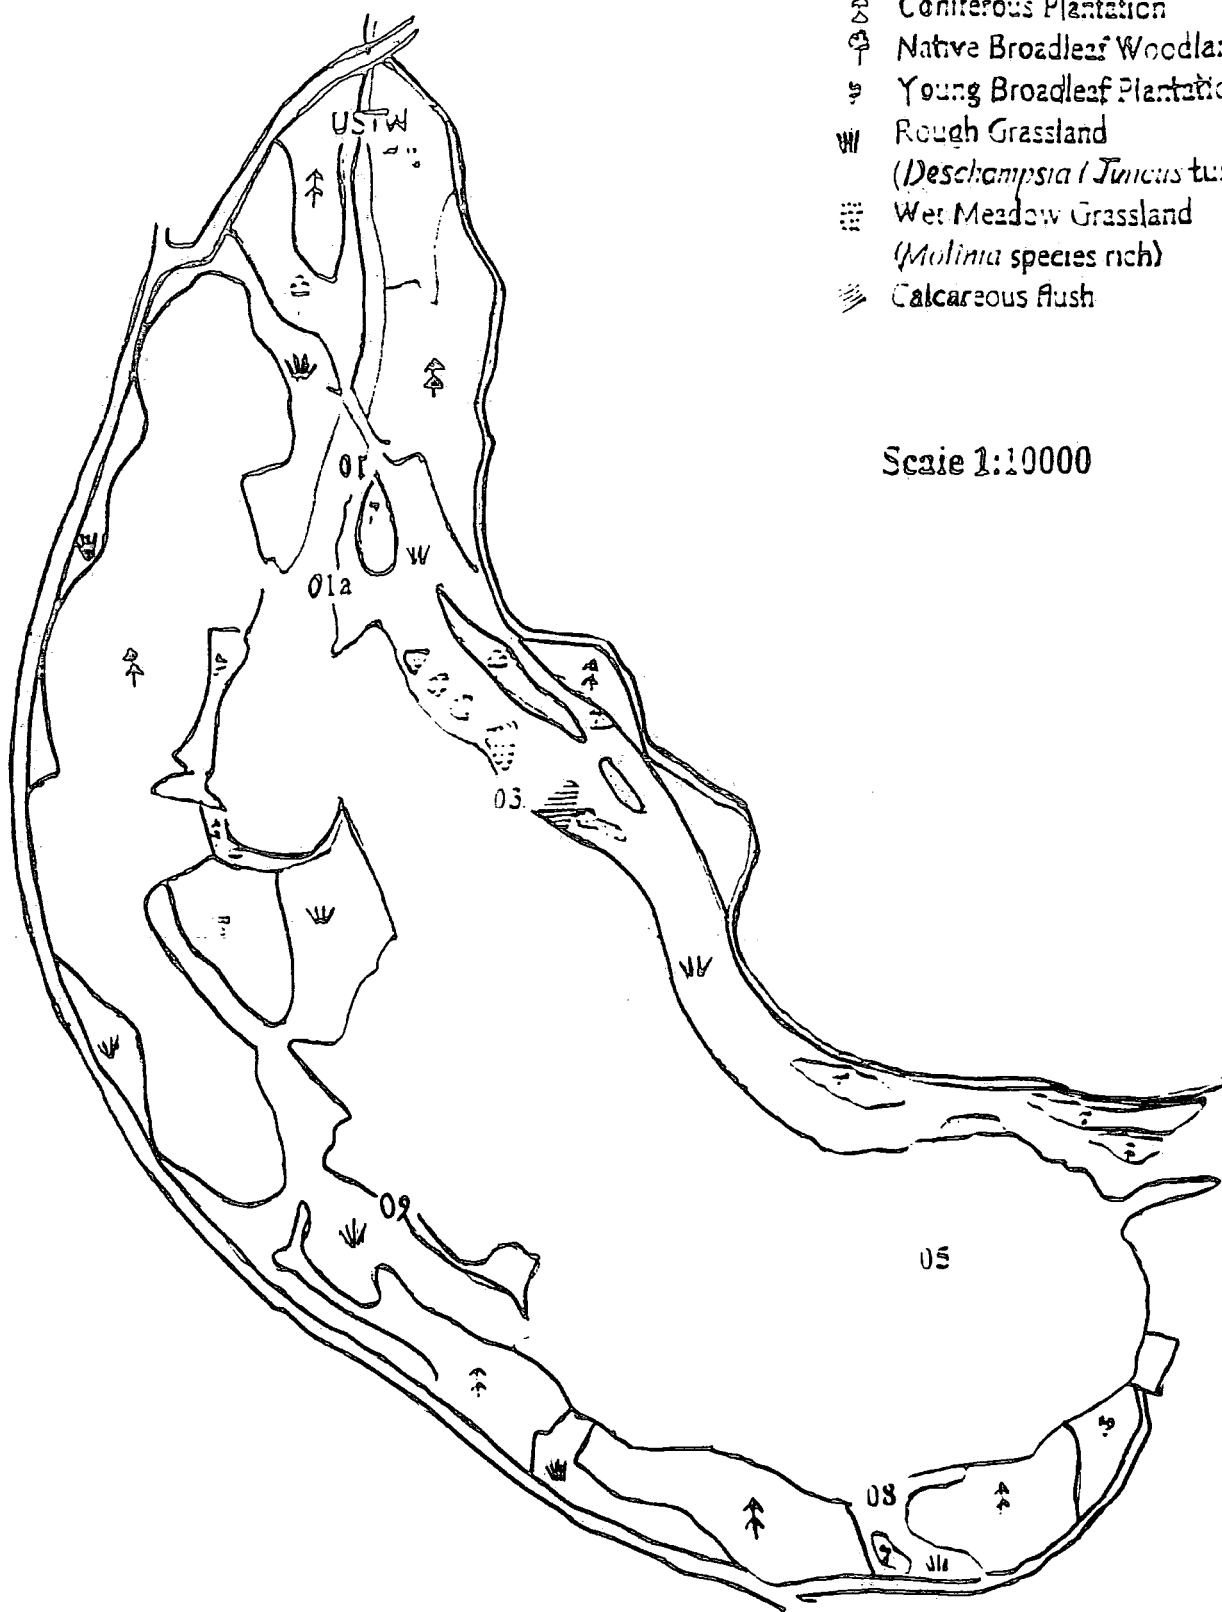 Coniferous Plantation
Native Broadleaf Woodla
Young Broadleaf Plantatio
Rough Grassland
(Deschampsia / Juncus tus
Wet Meadow Grassland
(Molinia species rich)
Calcareous flush
Scale 1:10000
USTW
01
01a
03
09
05
08